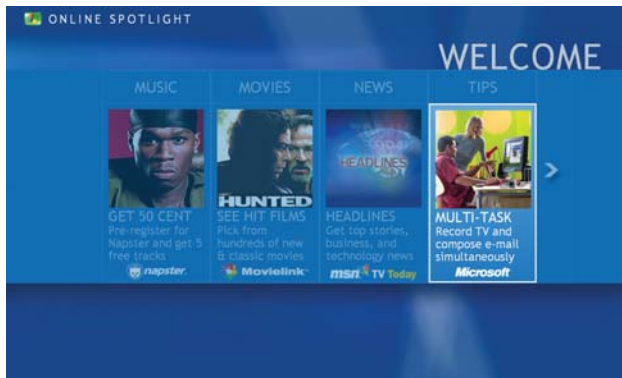 ONLINE SPOTLIGHT
WELCOME
MUSIC
MOVIES
NEWS
TIPS
HUNTED
HEADLINES
GET 50 CENT
Pre-register for
Napster and get 5
free tracks
napster.
SEE HIT FILMS
Pick from
hundreds of new
& classic movies
Movielink
HEADLINES
Get top stories,
business, and
technology news
msn TV Today
MULTI-TASK
Record TV and
compose e-mail
simultaneously
Microsoft
>